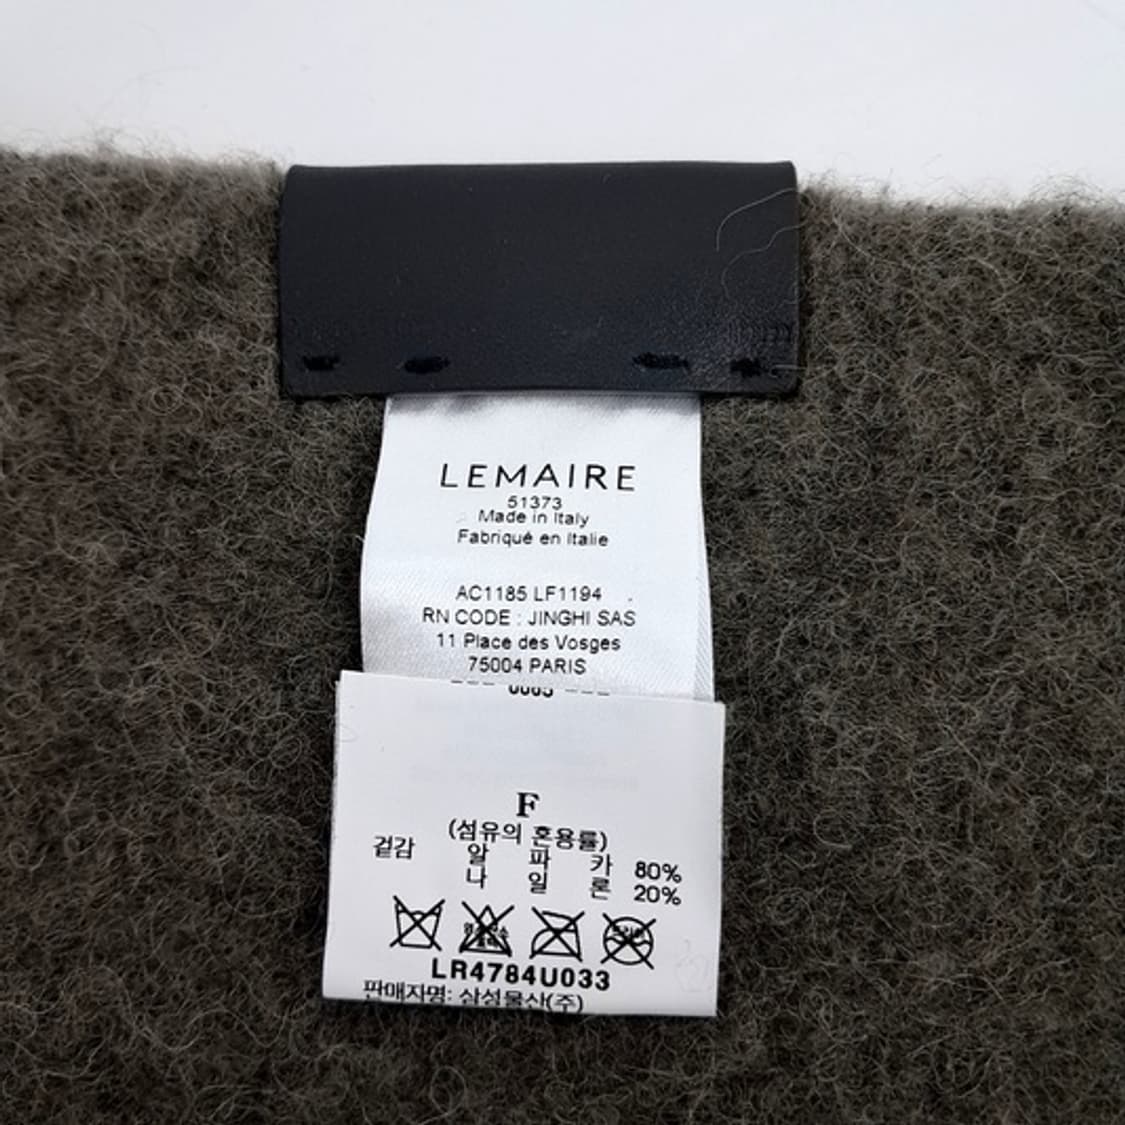 LEMAIRE
51373
Made in Italy
Fabriqué en Italie
AC1185 LF1194
RN CODE : JINGHI SAS
11 Place des Vosges
75004 PARIS
F
(섬유의 혼용률)
겉감 알 파 카 80%
나 일 론 20%
LR4784U033
판매자명: 삼성물산(주)